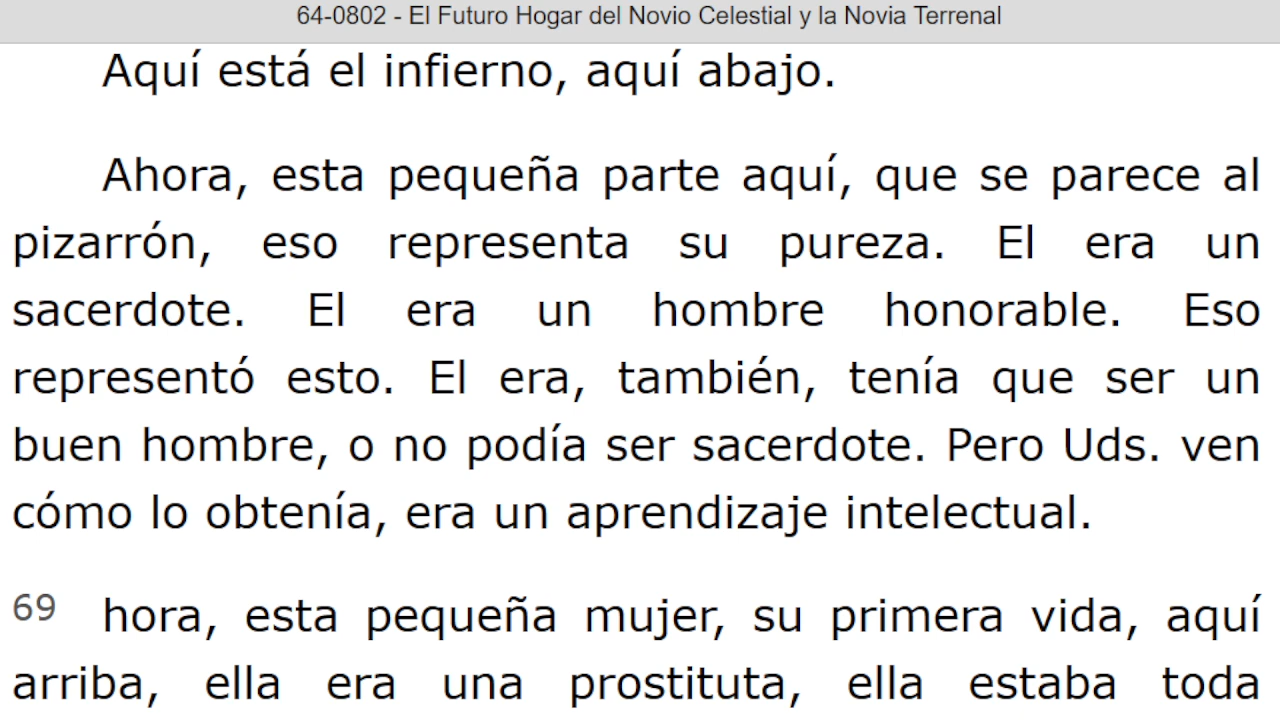 64-0802 - El Futuro Hogar del Novio Celestial y la Novia Terrenal
Aquí está el infierno, aquí abajo.
Ahora, esta pequeña parte aquí, que se parece al
pizarrón, eso representa su pureza. El era un
sacerdote. El era un hombre honorable. Eso
representó esto. El era, también, tenía que ser un
buen hombre, o no podía ser sacerdote. Pero Uds. ven
cómo lo obtenía, era un aprendizaje intelectual.
69 hora, esta pequeña mujer, su primera vida, aquí
arriba, ella era una prostituta, ella estaba toda